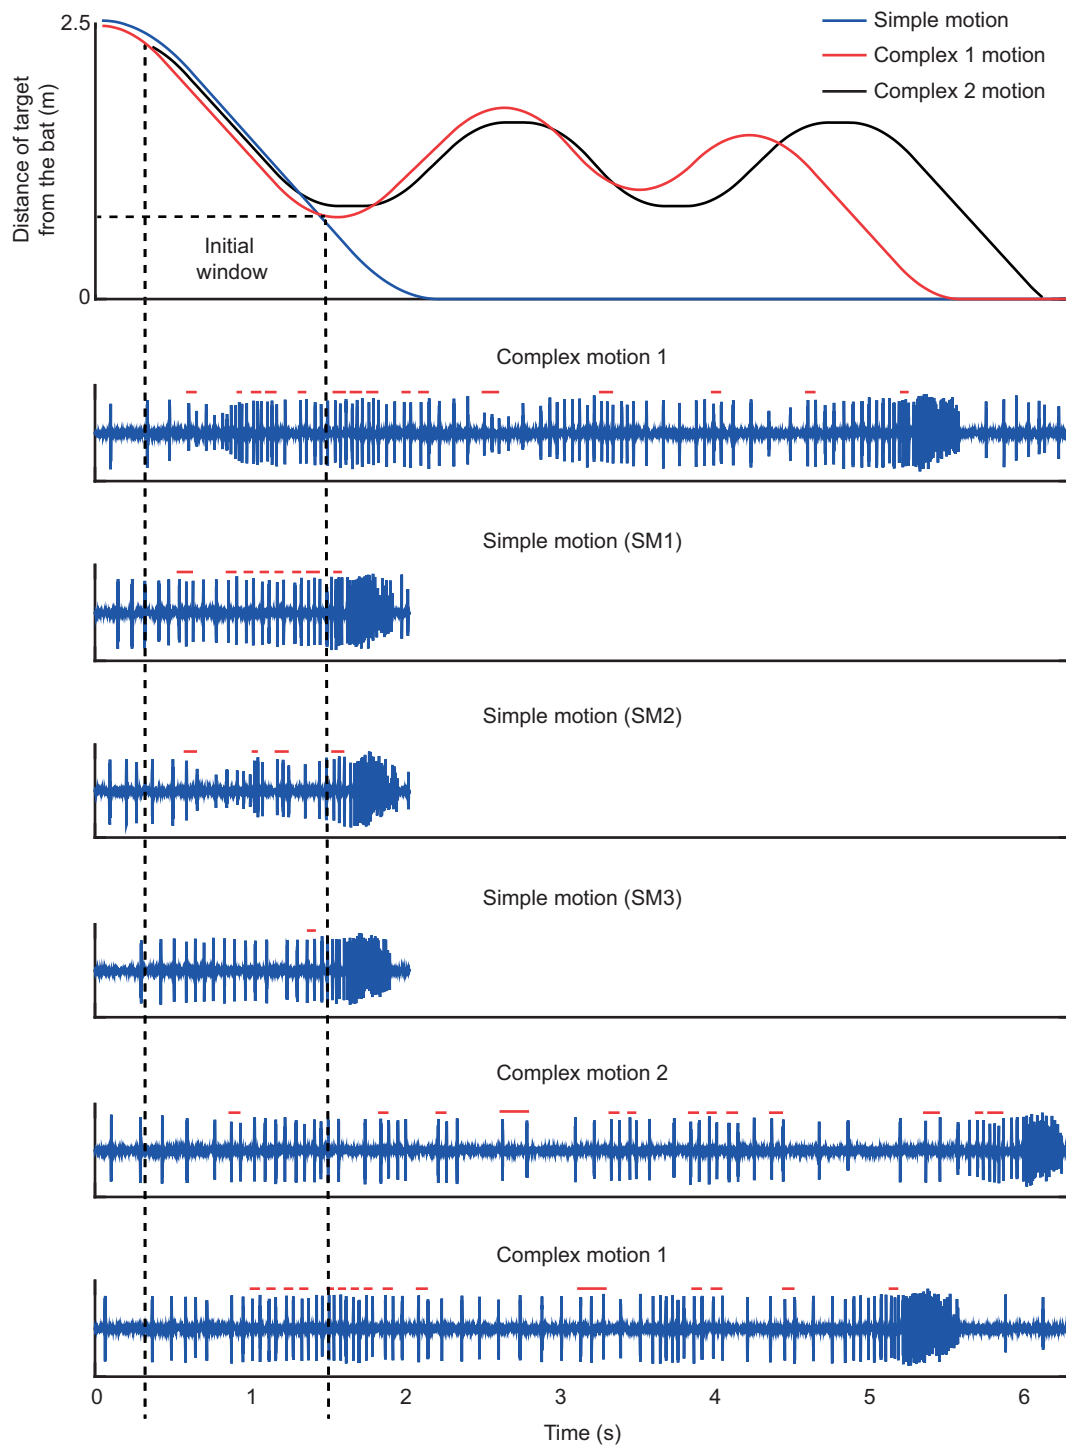 2.5
Distance of target
from the bat (m)
0
Simple motion
Complex 1 motion
Complex 2 motion
Initial
window
Complex motion 1
Simple motion (SM1)
Simple motion (SM2)
Simple motion (SM3)
Complex motion 2
Complex motion 1
0 1 2 3 4 5 6
Time (s)